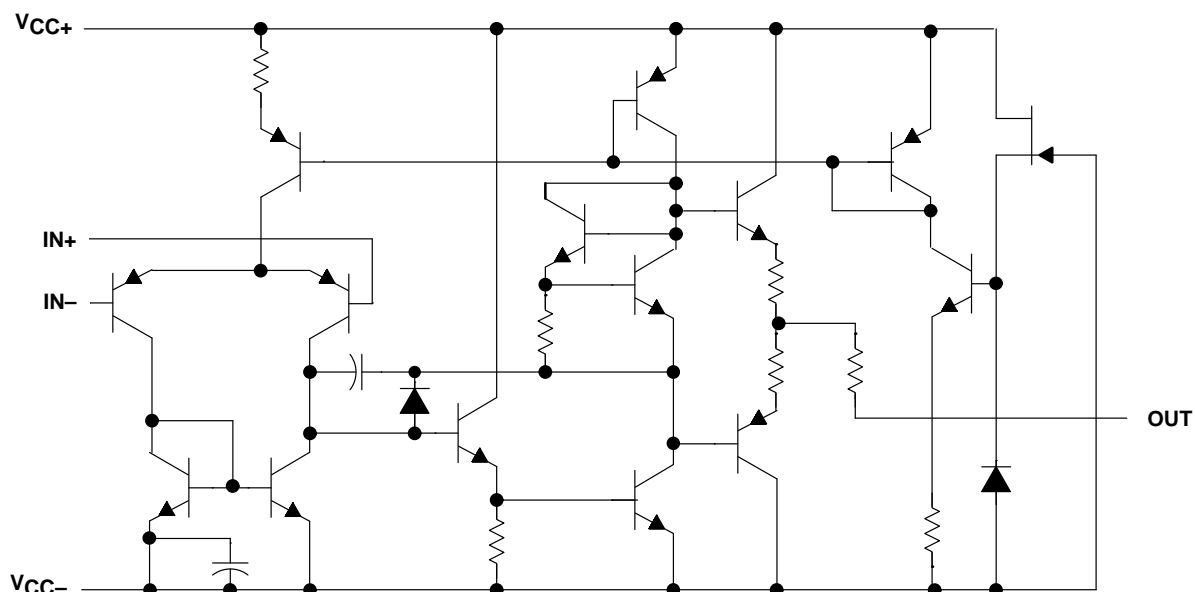 VCC+
IN+
IN−
OUT
VCC−